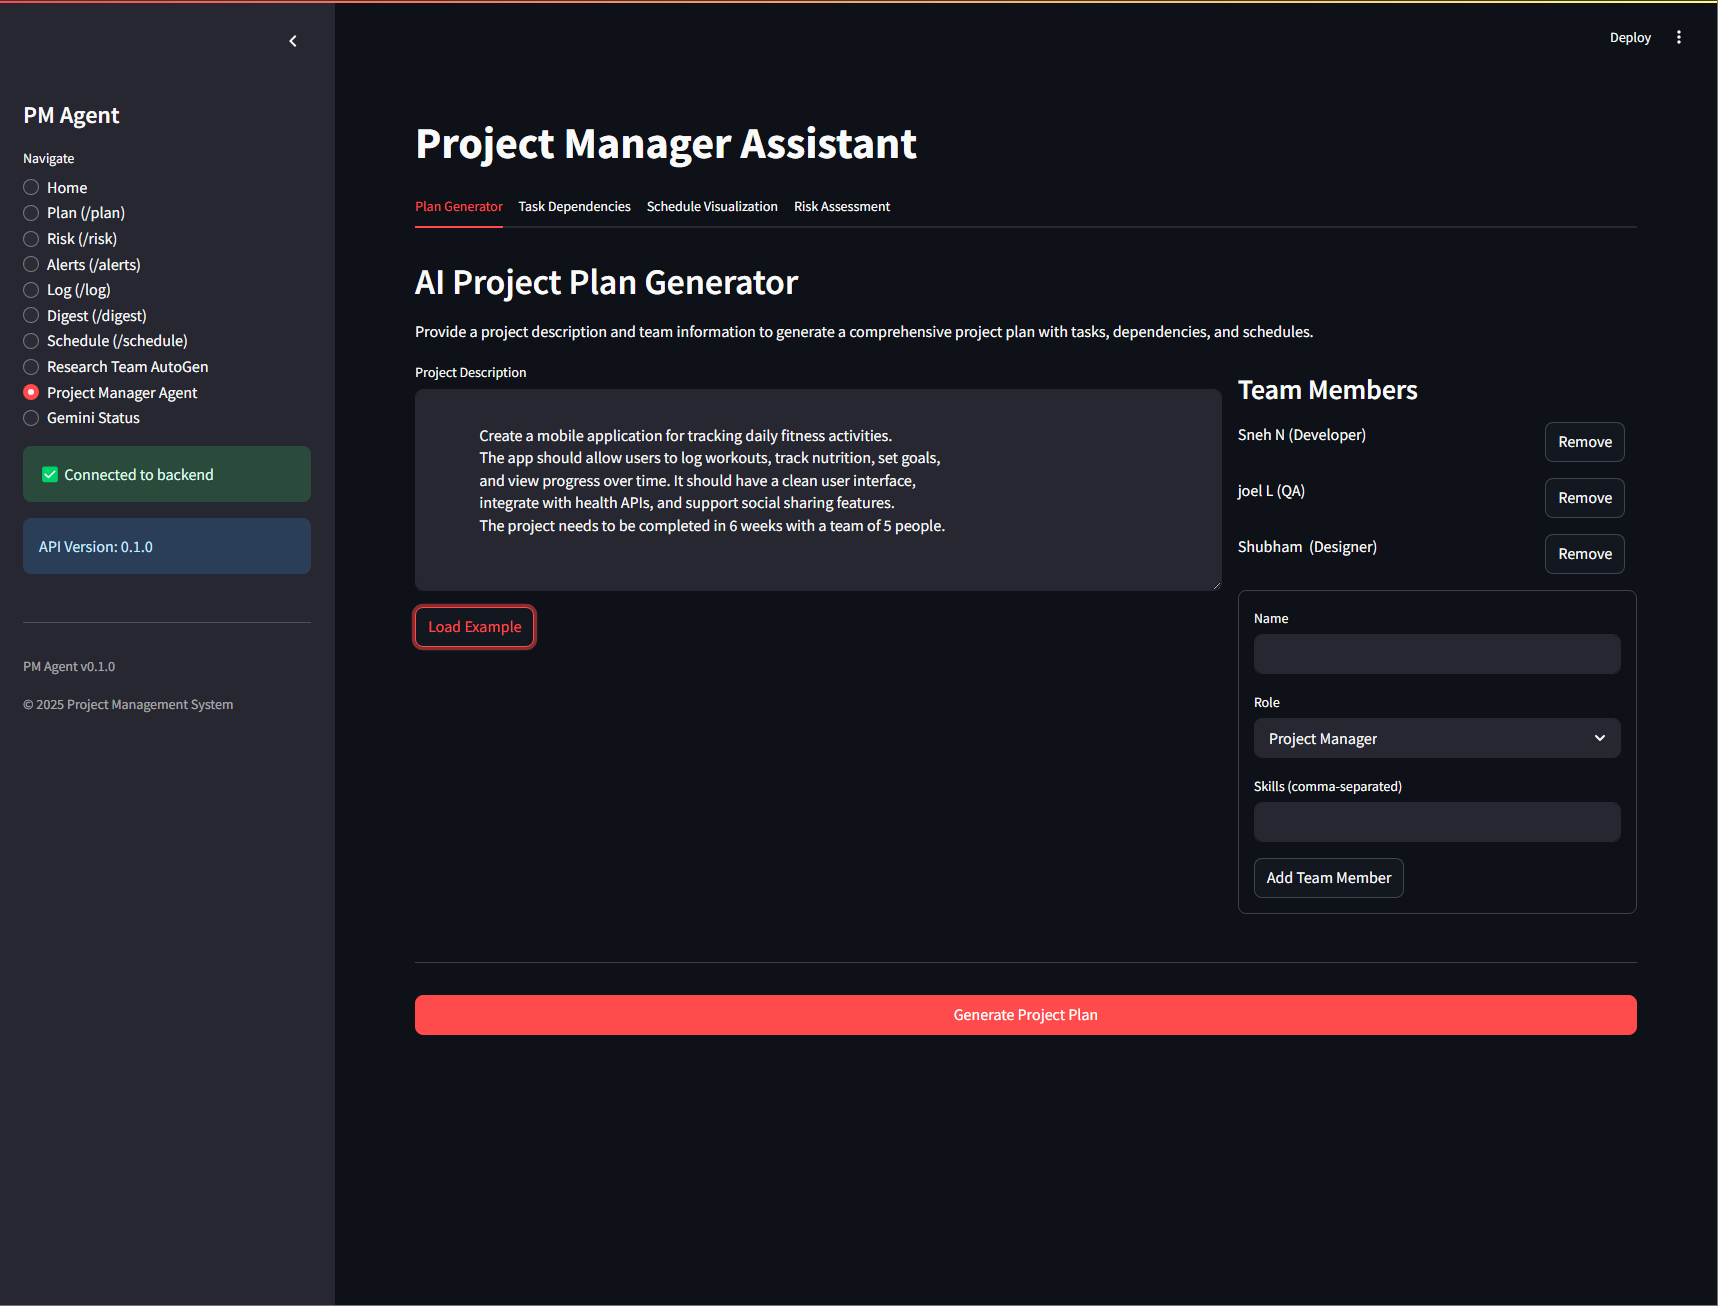 Deploy
PM Agent
Navigate
Home
Plan (/plan)
Risk (/risk)
Alerts (/alerts)
Log (/log)
Digest (/digest)
Schedule (/schedule)
Research Team AutoGen
Project Manager Agent
Gemini Status
✅ Connected to backend
API Version: 0.1.0
PM Agent v0.1.0
© 2025 Project Management System
Project Manager Assistant
Plan Generator Task Dependencies Schedule Visualization Risk Assessment
AI Project Plan Generator
Provide a project description and team information to generate a comprehensive project plan with tasks, dependencies, and schedules.
Project Description
Create a mobile application for tracking daily fitness activities.
The app should allow users to log workouts, track nutrition, set goals,
and view progress over time. It should have a clean user interface,
integrate with health APIs, and support social sharing features.
The project needs to be completed in 6 weeks with a team of 5 people.
Load Example
Team Members
Sneh N (Developer) Remove
joel L (QA) Remove
Shubham  (Designer) Remove
Name
Role
Project Manager
Skills (comma-separated)
Add Team Member
Generate Project Plan